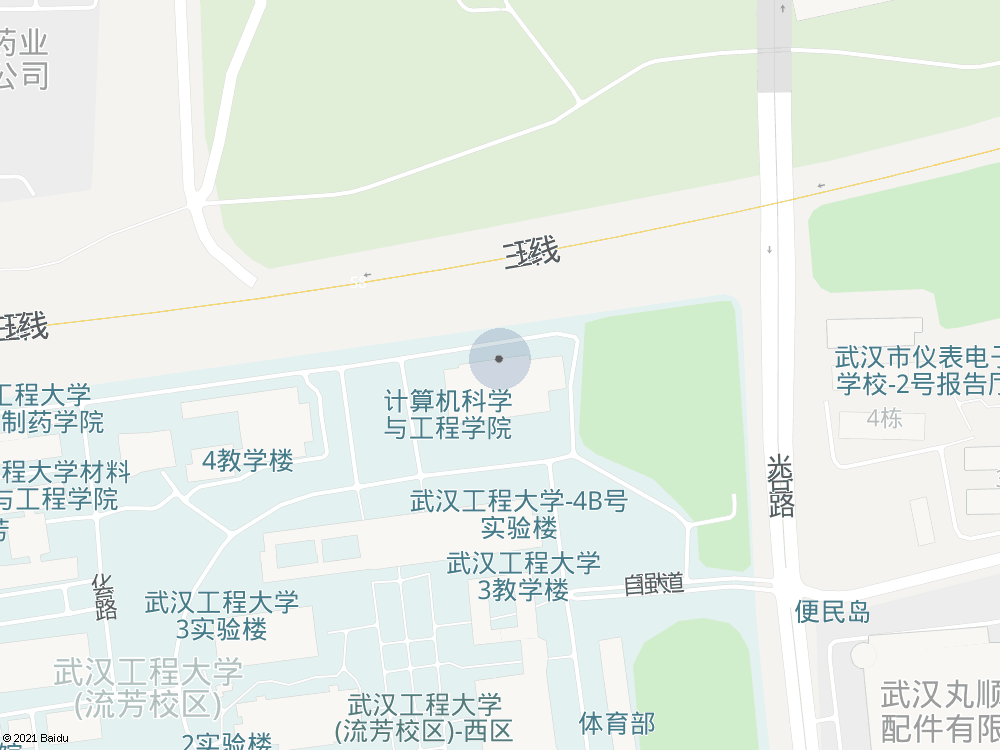 药业
公司
王线
王线
工程大学
制药学院
计算机科学
与工程学院
武汉市仪表电子
学校-2号报告厅
4栋
4教学楼
程大学材料
与工程学院
武汉工程大学-4B号
实验楼
光谷路
武汉工程大学
3教学楼
自强大道
化育路
武汉工程大学
3实验楼
便民岛
武汉工程大学
(流芳校区)
武汉工程大学
(流芳校区)-西区
体育部
武汉丸顺
配件有限
2实验楼
© 2021 Baidu